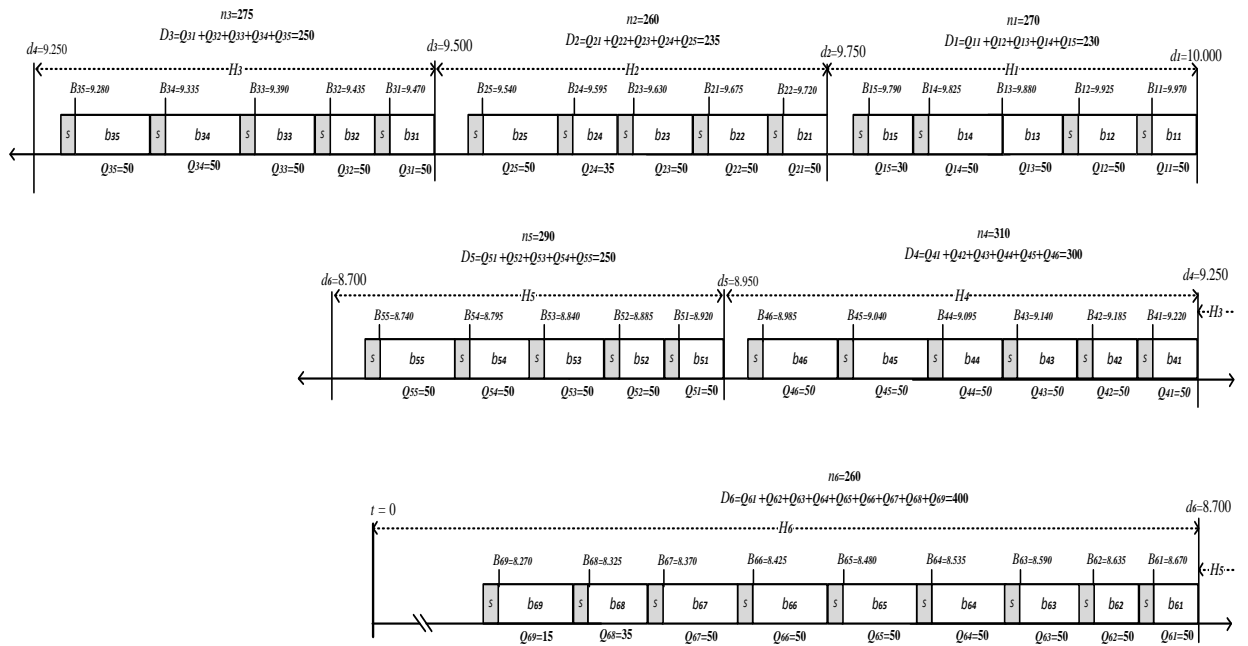 n3=275 n2=260 n1=270
D3=Q31 +Q32+Q33+Q34+Q35=250 D2=Q21 +Q22+Q23+Q24+Q25=235 D1=Q11 +Q12+Q13+Q14+Q15=230
d4=9.250 d3=9.500 d2=9.750 d1=10.000
H3 H2 H1
B35=9.280 B34=9.335 B33=9.390 B32=9.435 B31=9.470 B25=9.540 B24=9.595 B23=9.630 B21=9.675 B22=9.720 B15=9.790 B14=9.825 B13=9.880 B12=9.925 B11=9.970
s b35 s b34 s b33 s b32 s b31 s b25 s b24 s b23 s b22 s b21 s b15 s b14 b13 s b12 s b11
Q35=50 Q34=50 Q33=50 Q32=50 Q31=50 Q25=50 Q24=35 Q23=50 Q22=50 Q21=50 Q15=30 Q14=50 Q13=50 Q12=50 Q11=50
n5=290 n4=310
D5=Q51 +Q52+Q53+Q54+Q55=250 D4=Q41 +Q42+Q43+Q44+Q45+Q46=300
d6=8.700 d5=8.950 d4=9.250
H5 H4 H3
B55=8.740 B54=8.795 B53=8.840 B52=8.885 B51=8.920 B46=8.985 B45=9.040 B44=9.095 B43=9.140 B42=9.185 B41=9.220
s b55 s b54 s b53 s b52 s b51 s b46 s b45 s b44 s b43 s b42 s b41
Q55=50 Q54=50 Q53=50 Q52=50 Q51=50 Q46=50 Q45=50 Q44=50 Q43=50 Q42=50 Q41=50
n6=260
D6=Q61 +Q62+Q63+Q64+Q65+Q66+Q67+Q68+Q69=400
t = 0 d6=8.700
H6
B69=8.270 B68=8.325 B67=8.370 B66=8.425 B65=8.480 B64=8.535 B63=8.590 B62=8.635 B61=8.670 H5
s b69 s b68 s b67 s b66 s b65 s b64 s b63 s b62 s b61
Q69=15 Q68=35 Q67=50 Q66=50 Q65=50 Q64=50 Q63=50 Q62=50 Q61=50